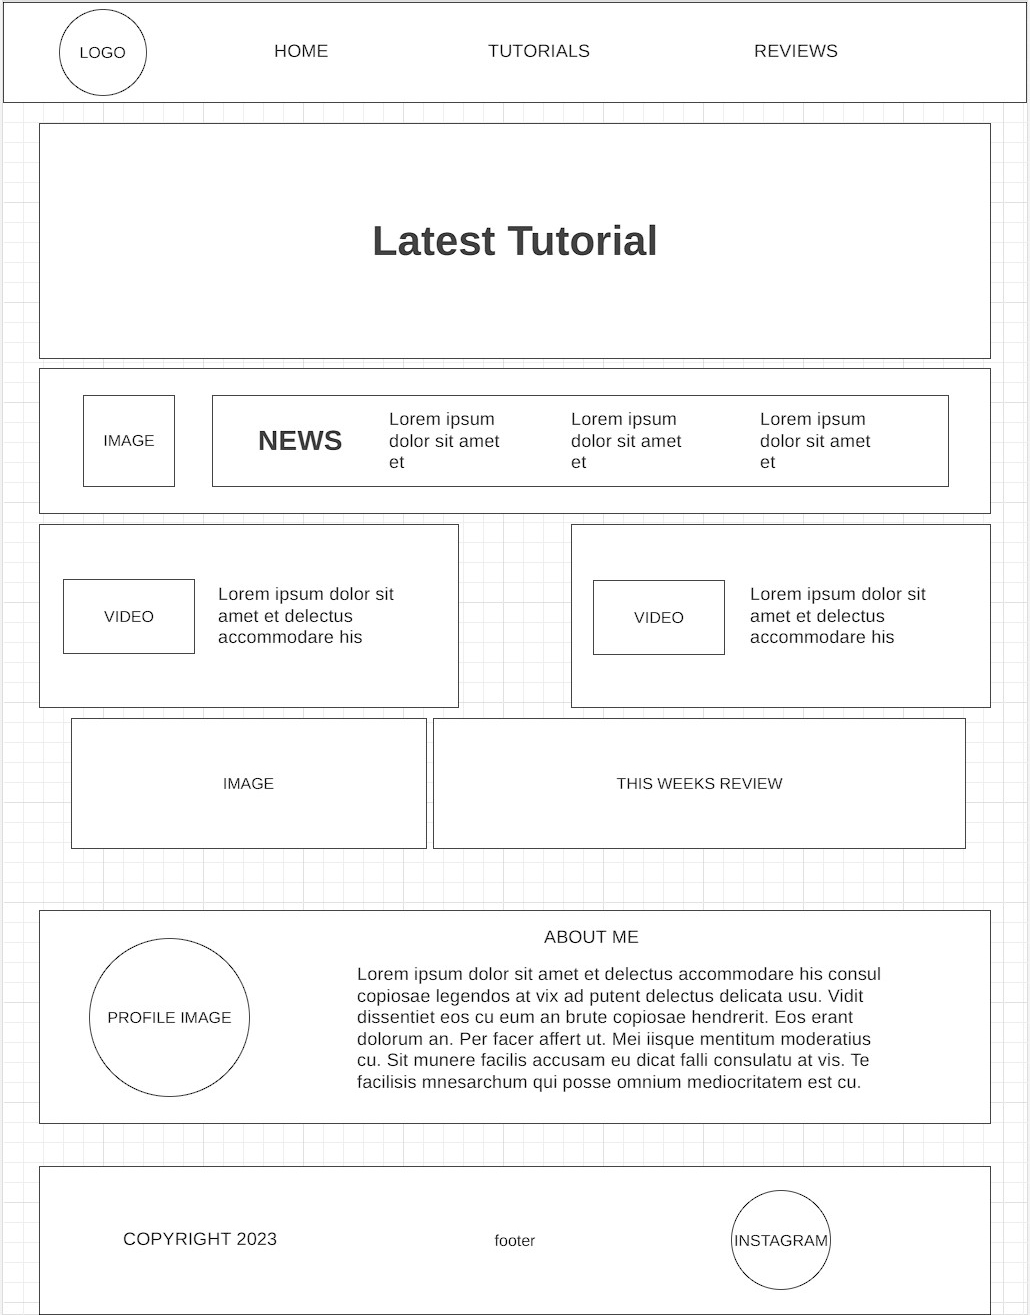 LOGO
HOME
TUTORIALS
REVIEWS
Latest Tutorial
IMAGE
NEWS
Lorem ipsum
dolor sit amet
et
Lorem ipsum
dolor sit amet
et
Lorem ipsum
dolor sit amet
et
VIDEO
Lorem ipsum dolor sit
amet et delectus
accommodare his
VIDEO
Lorem ipsum dolor sit
amet et delectus
accommodare his
IMAGE
THIS WEEKS REVIEW
PROFILE IMAGE
ABOUT ME
Lorem ipsum dolor sit amet et delectus accommodare his consul
copiosae legendos at vix ad putent delectus delicata usu. Vidit
dissentiet eos cu eum an brute copiosae hendrerit. Eos erant
dolorum an. Per facer affert ut. Mei iisque mentitum moderatius
cu. Sit munere facilis accusam eu dicat falli consulatu at vis. Te
facilisis mnesarchum qui posse omnium mediocritatem est cu.
COPYRIGHT 2023
footer
INSTAGRAM